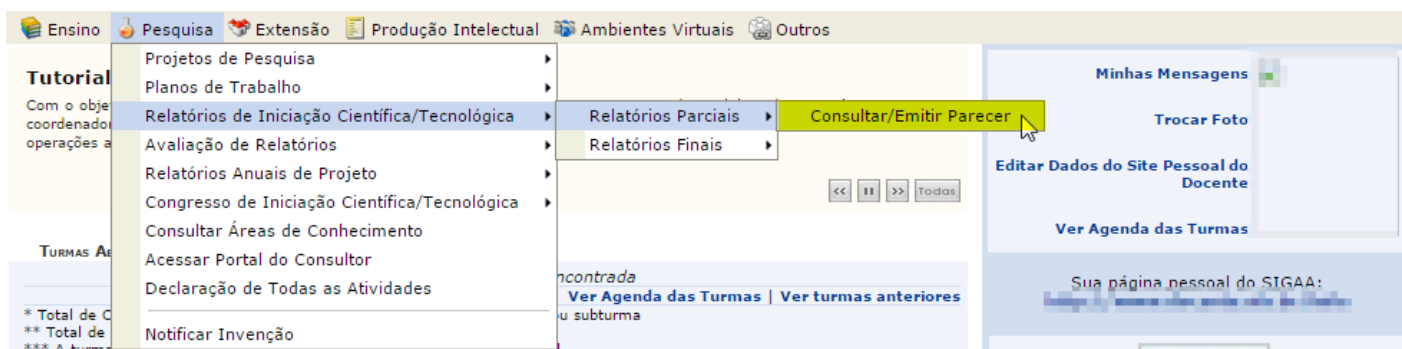 Ensino Pesquisa Extensão Produção Intelectual Ambientes Virtuais Outros
Projetos de Pesquisa
Planos de Trabalho
Relatórios de Iniciação Científica/Tecnológica
Avaliação de Relatórios
Relatórios Anuais de Projeto
Congresso de Iniciação Científica/Tecnológica
Consultar Áreas de Conhecimento
Acessar Portal do Consultor
Declaração de Todas as Atividades
Notificar Invenção
Relatórios Parciais
Relatórios Finais
Consultar/Emitir Parecer
Tutorial
Com o obje
coordenador
operações a
<< II >> Todas
TURMAS A
ncontrada
Ver Agenda das Turmas | Ver turmas anteriores
* Total de C
u subturma
** Total de
*** A turma
Minhas Mensagens
Trocar Foto
Editar Dados do Site Pessoal do
Docente
Ver Agenda das Turmas
Sua página pessoal do SIGAA: